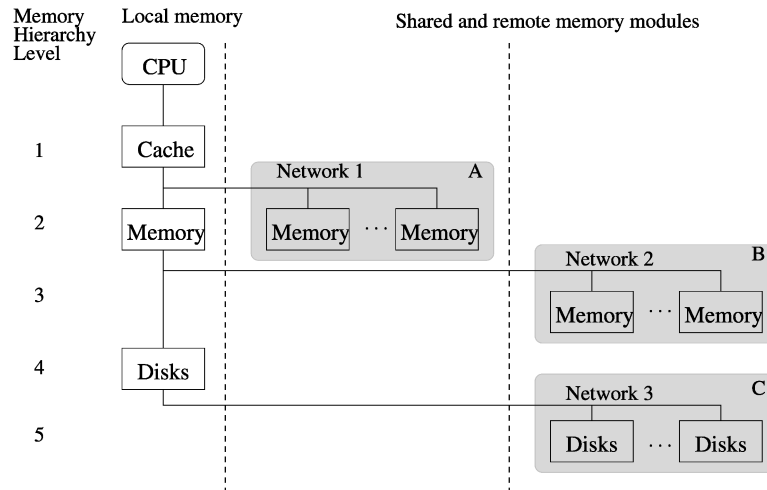 Memory
Hierarchy
Level
Local memory
Shared and remote memory modules
CPU
1
Cache
Network 1
A
2
Memory
Memory
...
Memory
Network 2
B
3
Memory
...
Memory
4
Disks
Network 3
C
5
Disks
...
Disks